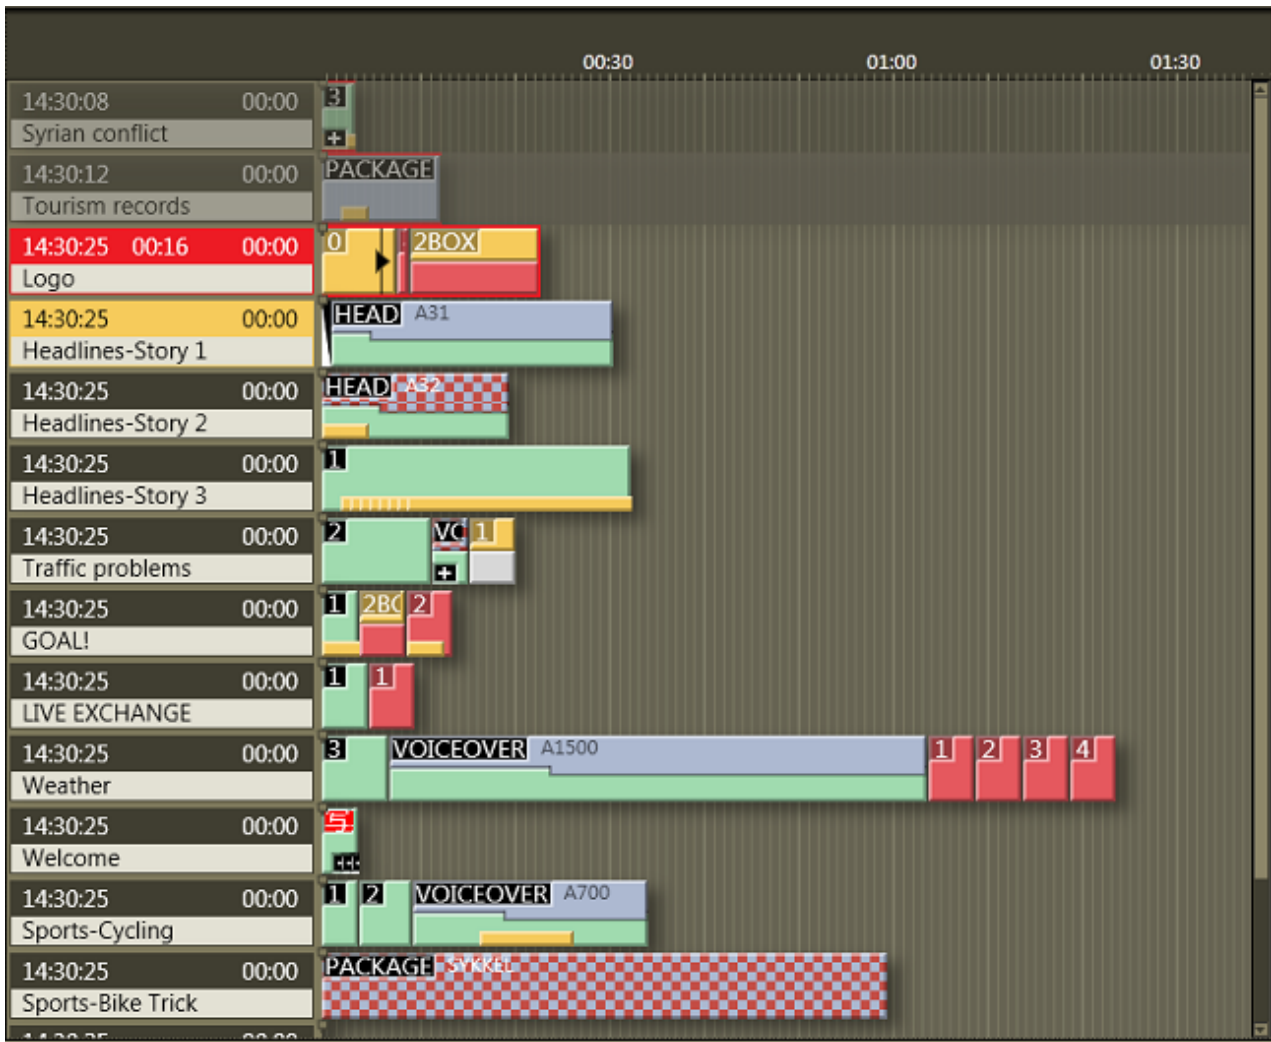 00:30 01:00 01:30
14:30:08 00:00 3
Syrian conflict
14:30:12 00:00 PACKAGE
Tourism records
14:30:25 00:16 00:00 0 2BOX
Logo
14:30:25 00:00 HEAD A31
Headlines-Story 1
14:30:25 00:00 HEAD A32
Headlines-Story 2
14:30:25 00:00 1
Headlines-Story 3
14:30:25 00:00 2 VO 1
Traffic problems
14:30:25 00:00 1 2BO 2
GOAL!
14:30:25 00:00 1 1
LIVE EXCHANGE
14:30:25 00:00 3 VOICEOVER A1500 1 2 3 4
Weather
14:30:25 00:00 5
Welcome
14:30:25 00:00 1 2 VOICEOVER A700
Sports-Cycling
14:30:25 00:00 PACKAGE SYKKEL
Sports-Bike Trick